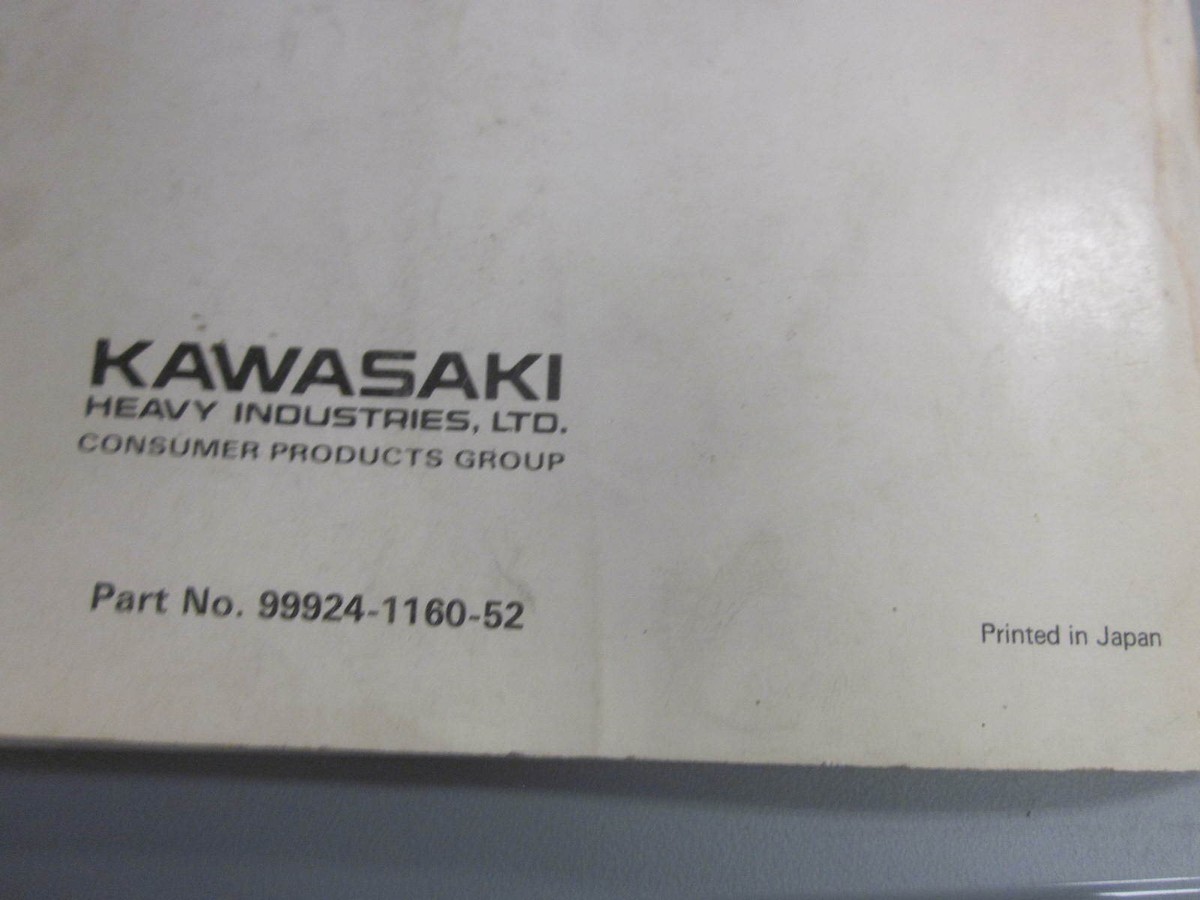 KAWASAKI
HEAVY INDUSTRIES, LTD.
CONSUMER PRODUCTS GROUP
Part No. 99924-1160-52
Printed in Japan